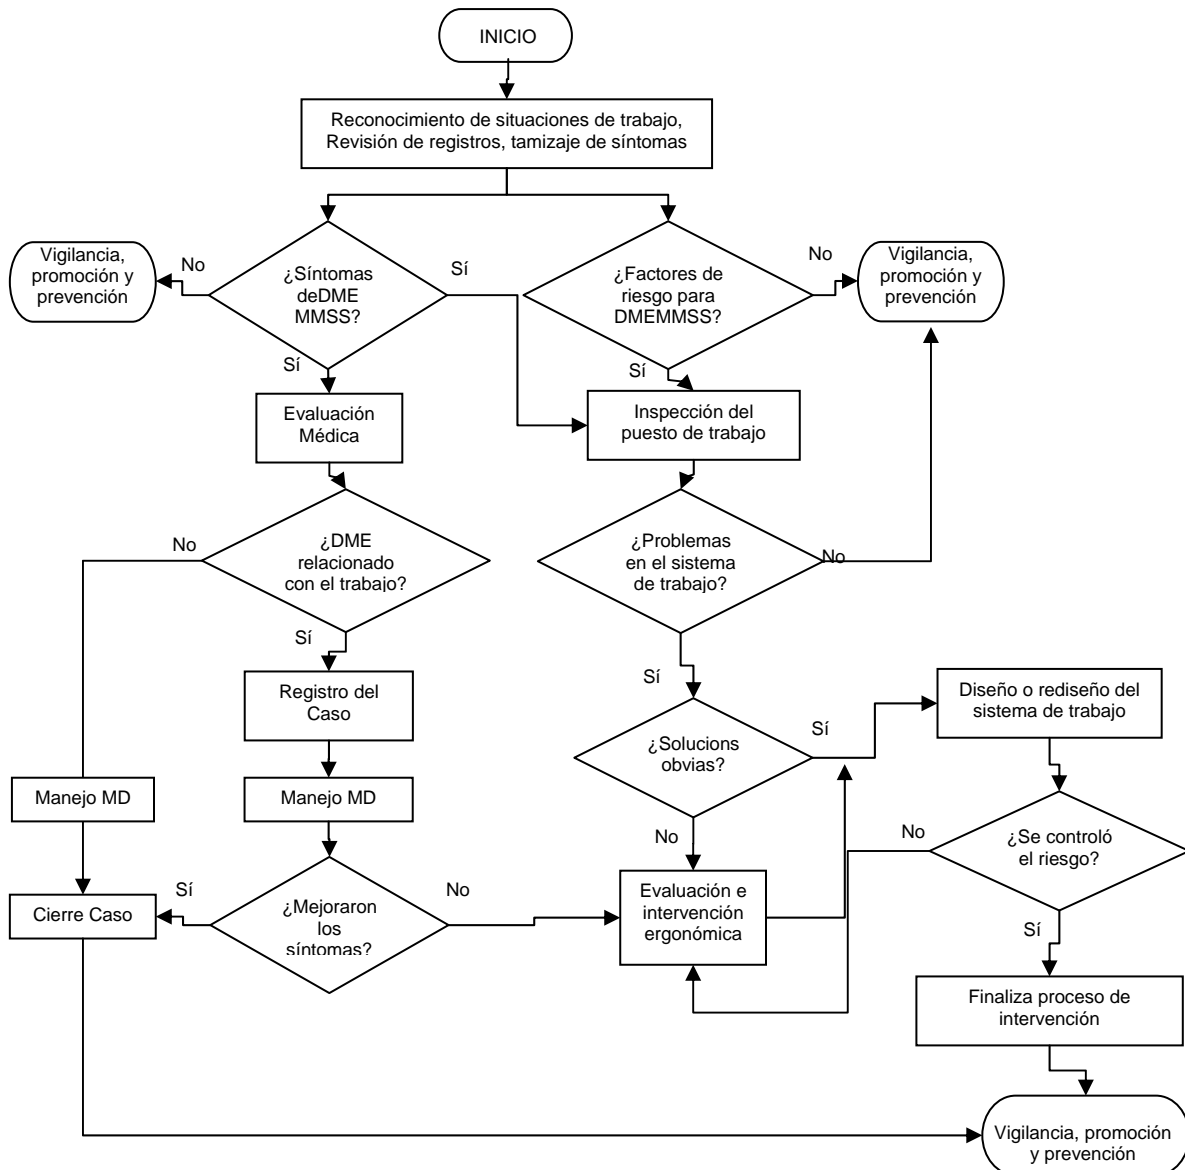 INICIO
Reconocimiento de situaciones de trabajo,
Revisión de registros, tamizaje de síntomas
Vigilancia,
promoción y
prevención
No
¿Síntomas
deDME
MMSS?
Sí
¿Factores de
riesgo para
DMEMMSS?
No
Vigilancia,
promoción y
prevención
Sí
Sí
Evaluación
Médica
Inspección del
puesto de trabajo
No
¿DME
relacionado
con el trabajo?
¿Problemas
en el sistema
de trabajo?
No
Sí
Sí
Registro del
Caso
Diseño o rediseño del
sistema de trabajo
¿Solucions
obvias?
Sí
Manejo MD
Manejo MD
No
No
¿Se controló
el riesgo?
Cierre Caso
Sí
¿Mejoraron
los
síntomas?
No
Evaluación e
intervención
ergonómica
Sí
Finaliza proceso de
intervención
Vigilancia, promoción
y prevención